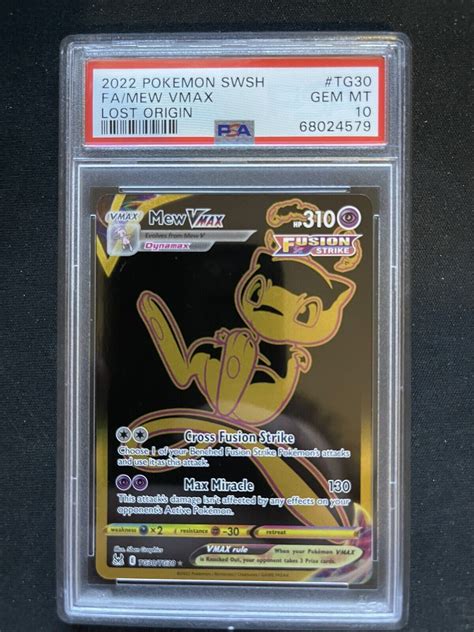 2022 POKEMON SWSH #TG30
FA/MEW VMAX GEM MT
LOST ORIGIN PSA 10
68024579
VMAX Mew VMAX HP 310
Evolves from Mew V
Dynamax
FUSION
STRIKE
Cross Fusion Strike
Choose 1 of your Benched Fusion Strike Pokémon's attacks
and use it as this attack.
Max Miracle 130
This attack's damage isn't affected by any effects on your
opponent's Active Pokémon.
weakness ×2 resistance -30 retreat
VMAX rule When your Pokémon VMAX
is Knocked Out, your opponent takes 3 Prize cards.
TG30/TG30